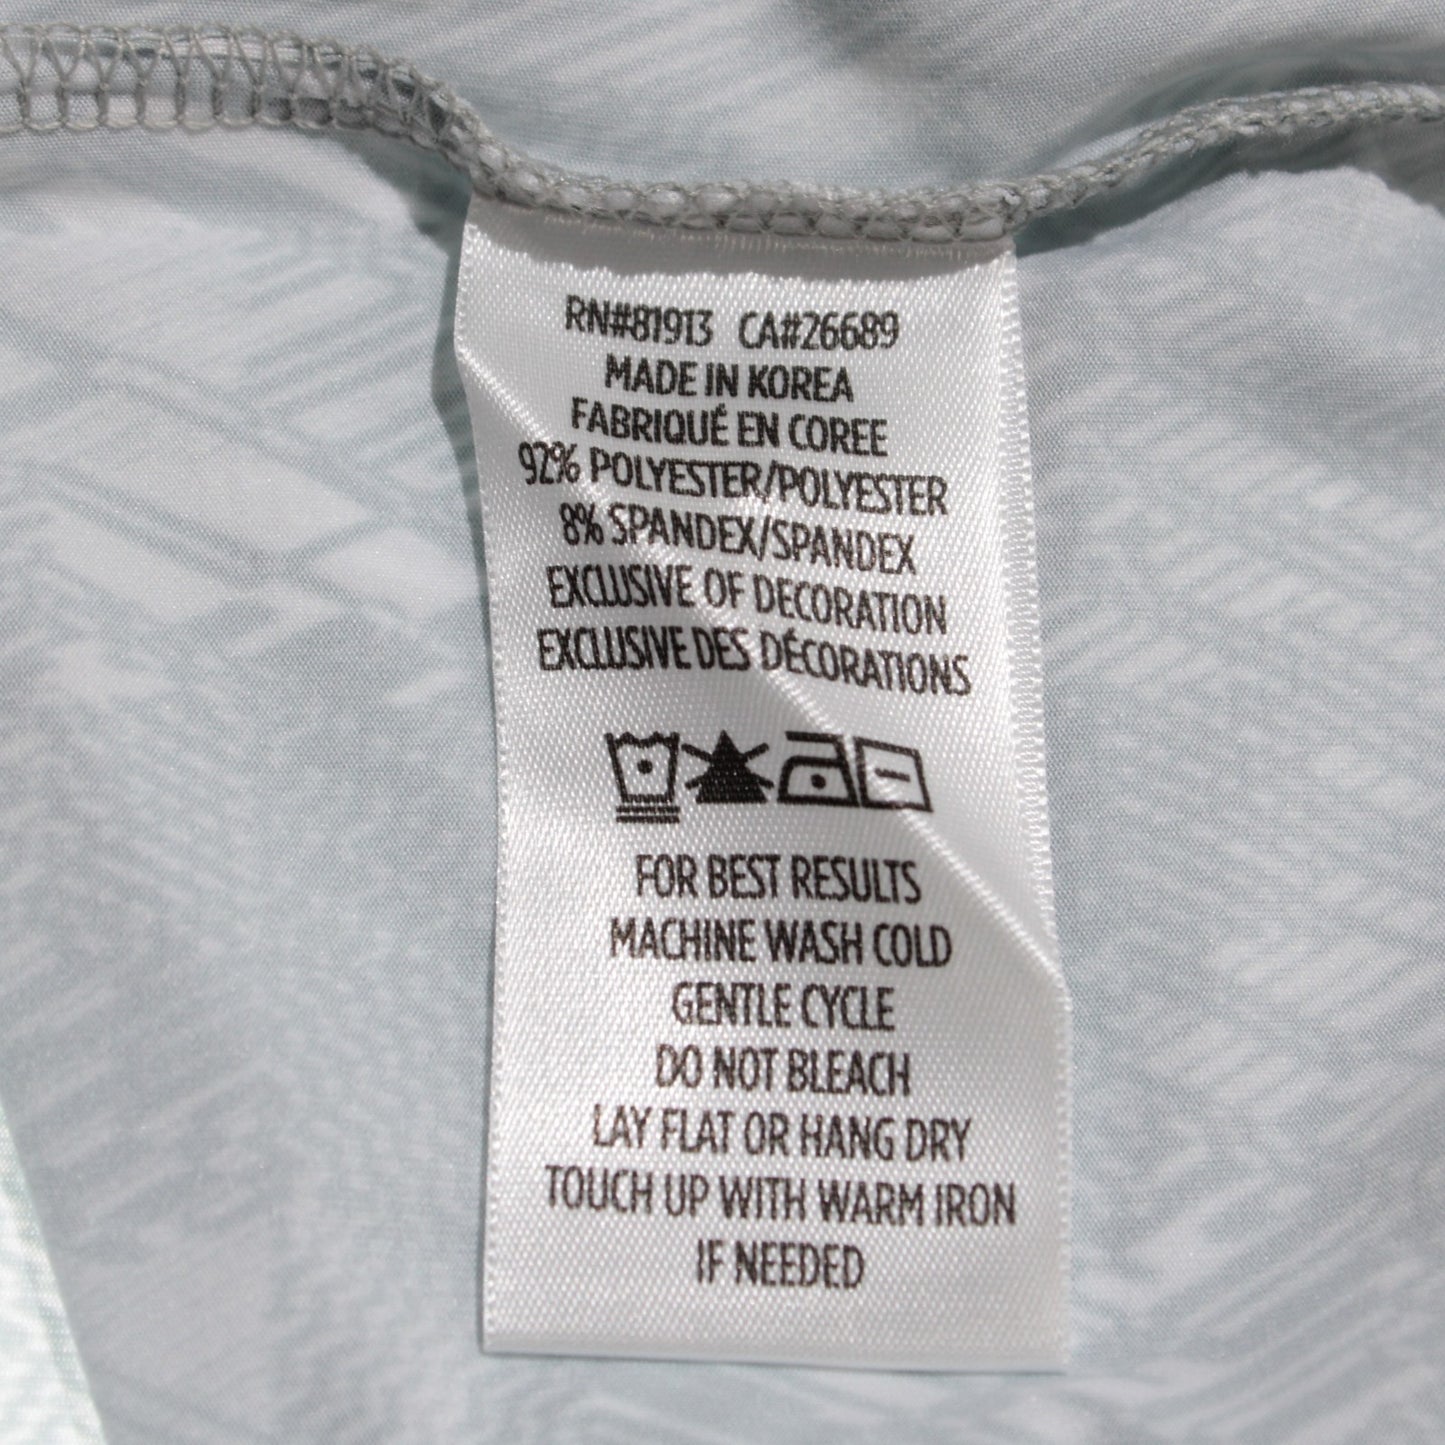 RN#81913 CA#26689
MADE IN KOREA
FABRIQUÉ EN COREE
92% POLYESTER/POLYESTER
8% SPANDEX/SPANDEX
EXCLUSIVE OF DECORATION
EXCLUSIVE DES DÉCORATIONS
FOR BEST RESULTS
MACHINE WASH COLD
GENTLE CYCLE
DO NOT BLEACH
LAY FLAT OR HANG DRY
TOUCH UP WITH WARM IRON
IF NEEDED